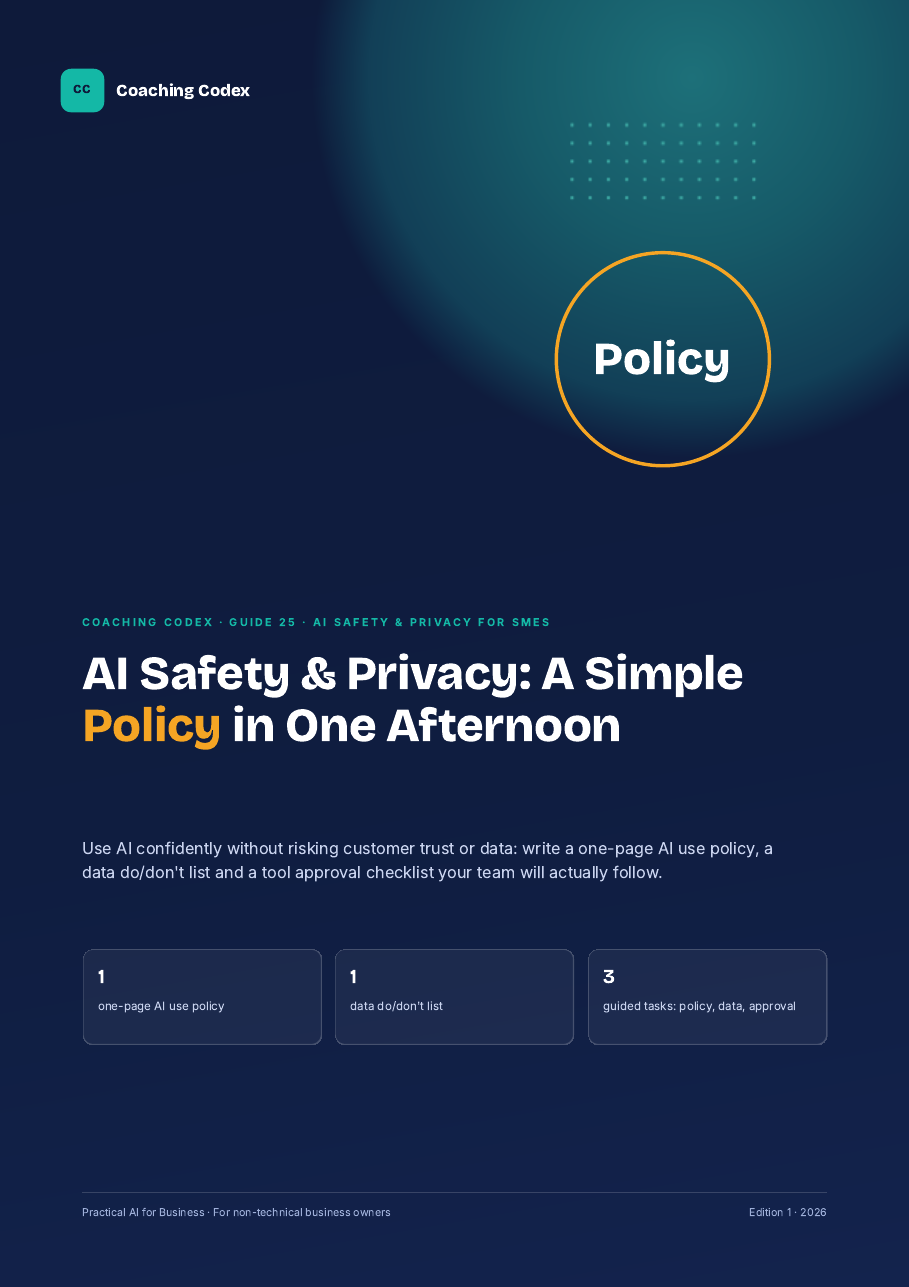 CC
Coaching Codex
Policy
COACHING CODEX · GUIDE 25 · AI SAFETY & PRIVACY FOR SMES
AI Safety & Privacy: A Simple
Policy in One Afternoon
Use AI confidently without risking customer trust or data: write a one-page AI use policy, a
data do/don't list and a tool approval checklist your team will actually follow.
1
one-page AI use policy
1
data do/don't list
3
guided tasks: policy, data, approval
Practical AI for Business · For non-technical business owners
Edition 1 · 2026